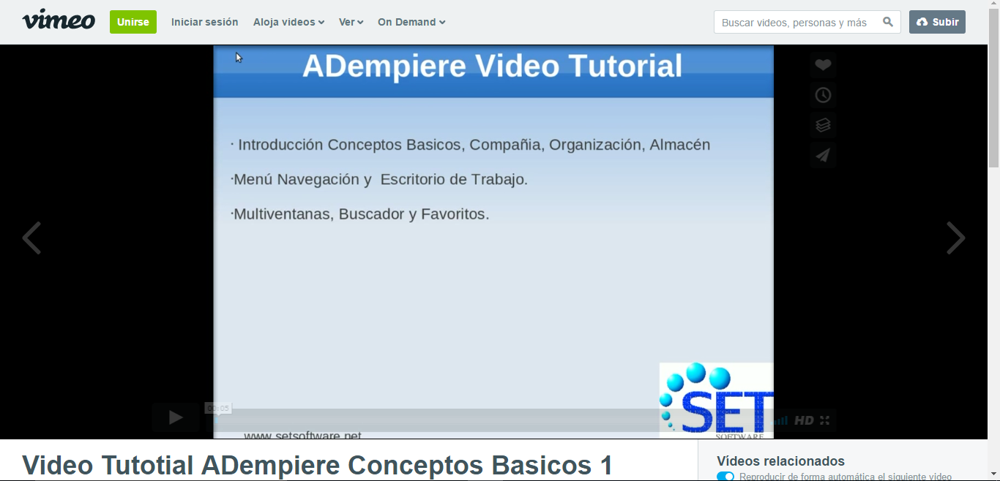 vimeo Unirse Iniciar sesión Aloja videos Ver On Demand Buscar videos, personas y más Subir
ADempiere Video Tutorial
· Introducción Conceptos Basicos, Compañia, Organización, Almacén
·Menú Navegación y Escritorio de Trabajo.
·Multiventanas, Buscador y Favoritos.
SET
00:05
HD
www.setsoftware.net
SOFTWARE
Video Tutotial ADempiere Conceptos Basicos 1
Vídeos relacionados
Reproducir de forma automática el siguiente vídeo